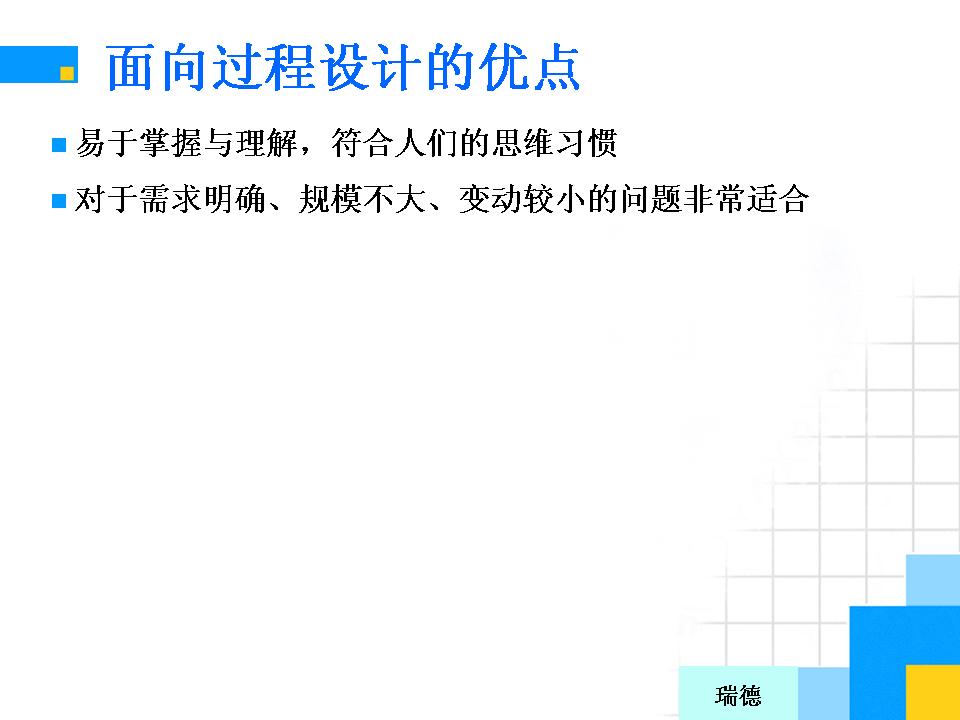 面向过程设计的优点
易于掌握与理解，符合人们的思维习惯
对于需求明确、规模不大、变动较小的问题非常适合
瑞德